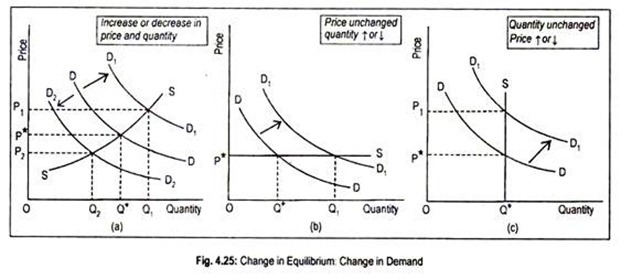 Increase or decrease in
price and quantity
Price
D₂
D
D₁
S
P₁
P*
P₂
D₁
D
D₂
S
O
Q₂
Q*
Q₁
Quantity
(a)
Price unchanged
quantity ↑ or ↓
Price
D₁
D
P*
S
D₁
D
O
Q*
Q₁
Quantity
(b)
Quantity unchanged
Price ↑ or ↓
Price
D₁
S
D
P₁
P*
D₁
D
O
Q*
Quantity
(c)
Fig. 4.25: Change in Equilibrium: Change in Demand